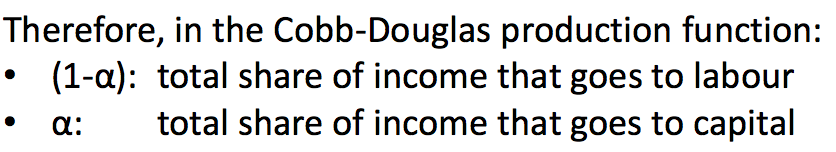 Therefore, in the Cobb-Douglas production function:
• (1-α): total share of income that goes to labour
• α: total share of income that goes to capital